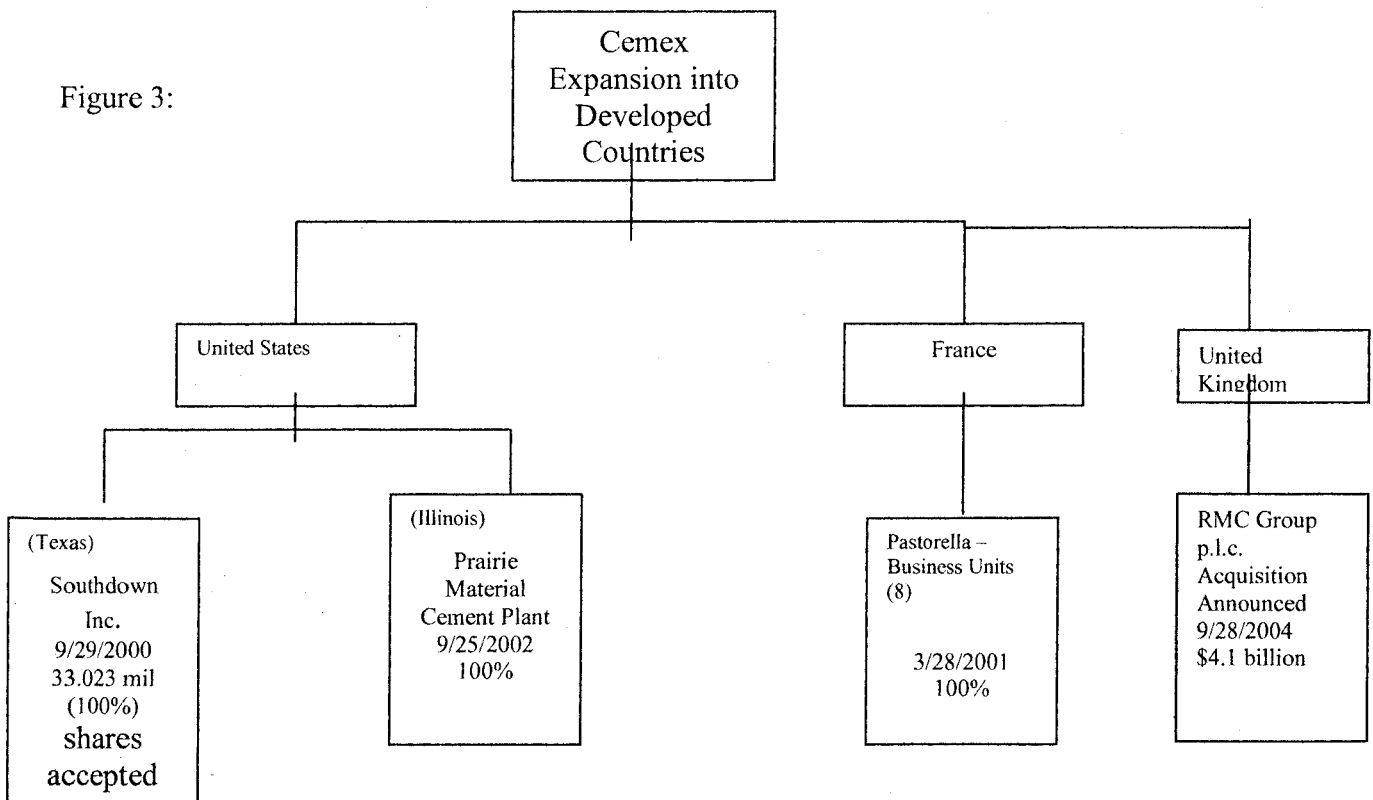 Figure 3:
Cemex
Expansion into
Developed
Countries
United States
France
United
Kingdom
(Texas)
Southdown
Inc.
9/29/2000
33.023 mil
(100%)
shares
accepted
(Illinois)
Prairie
Material
Cement Plant
9/25/2002
100%
Pastorella –
Business Units
(8)
3/28/2001
100%
RMC Group
p.l.c.
Acquisition
Announced
9/28/2004
$4.1 billion